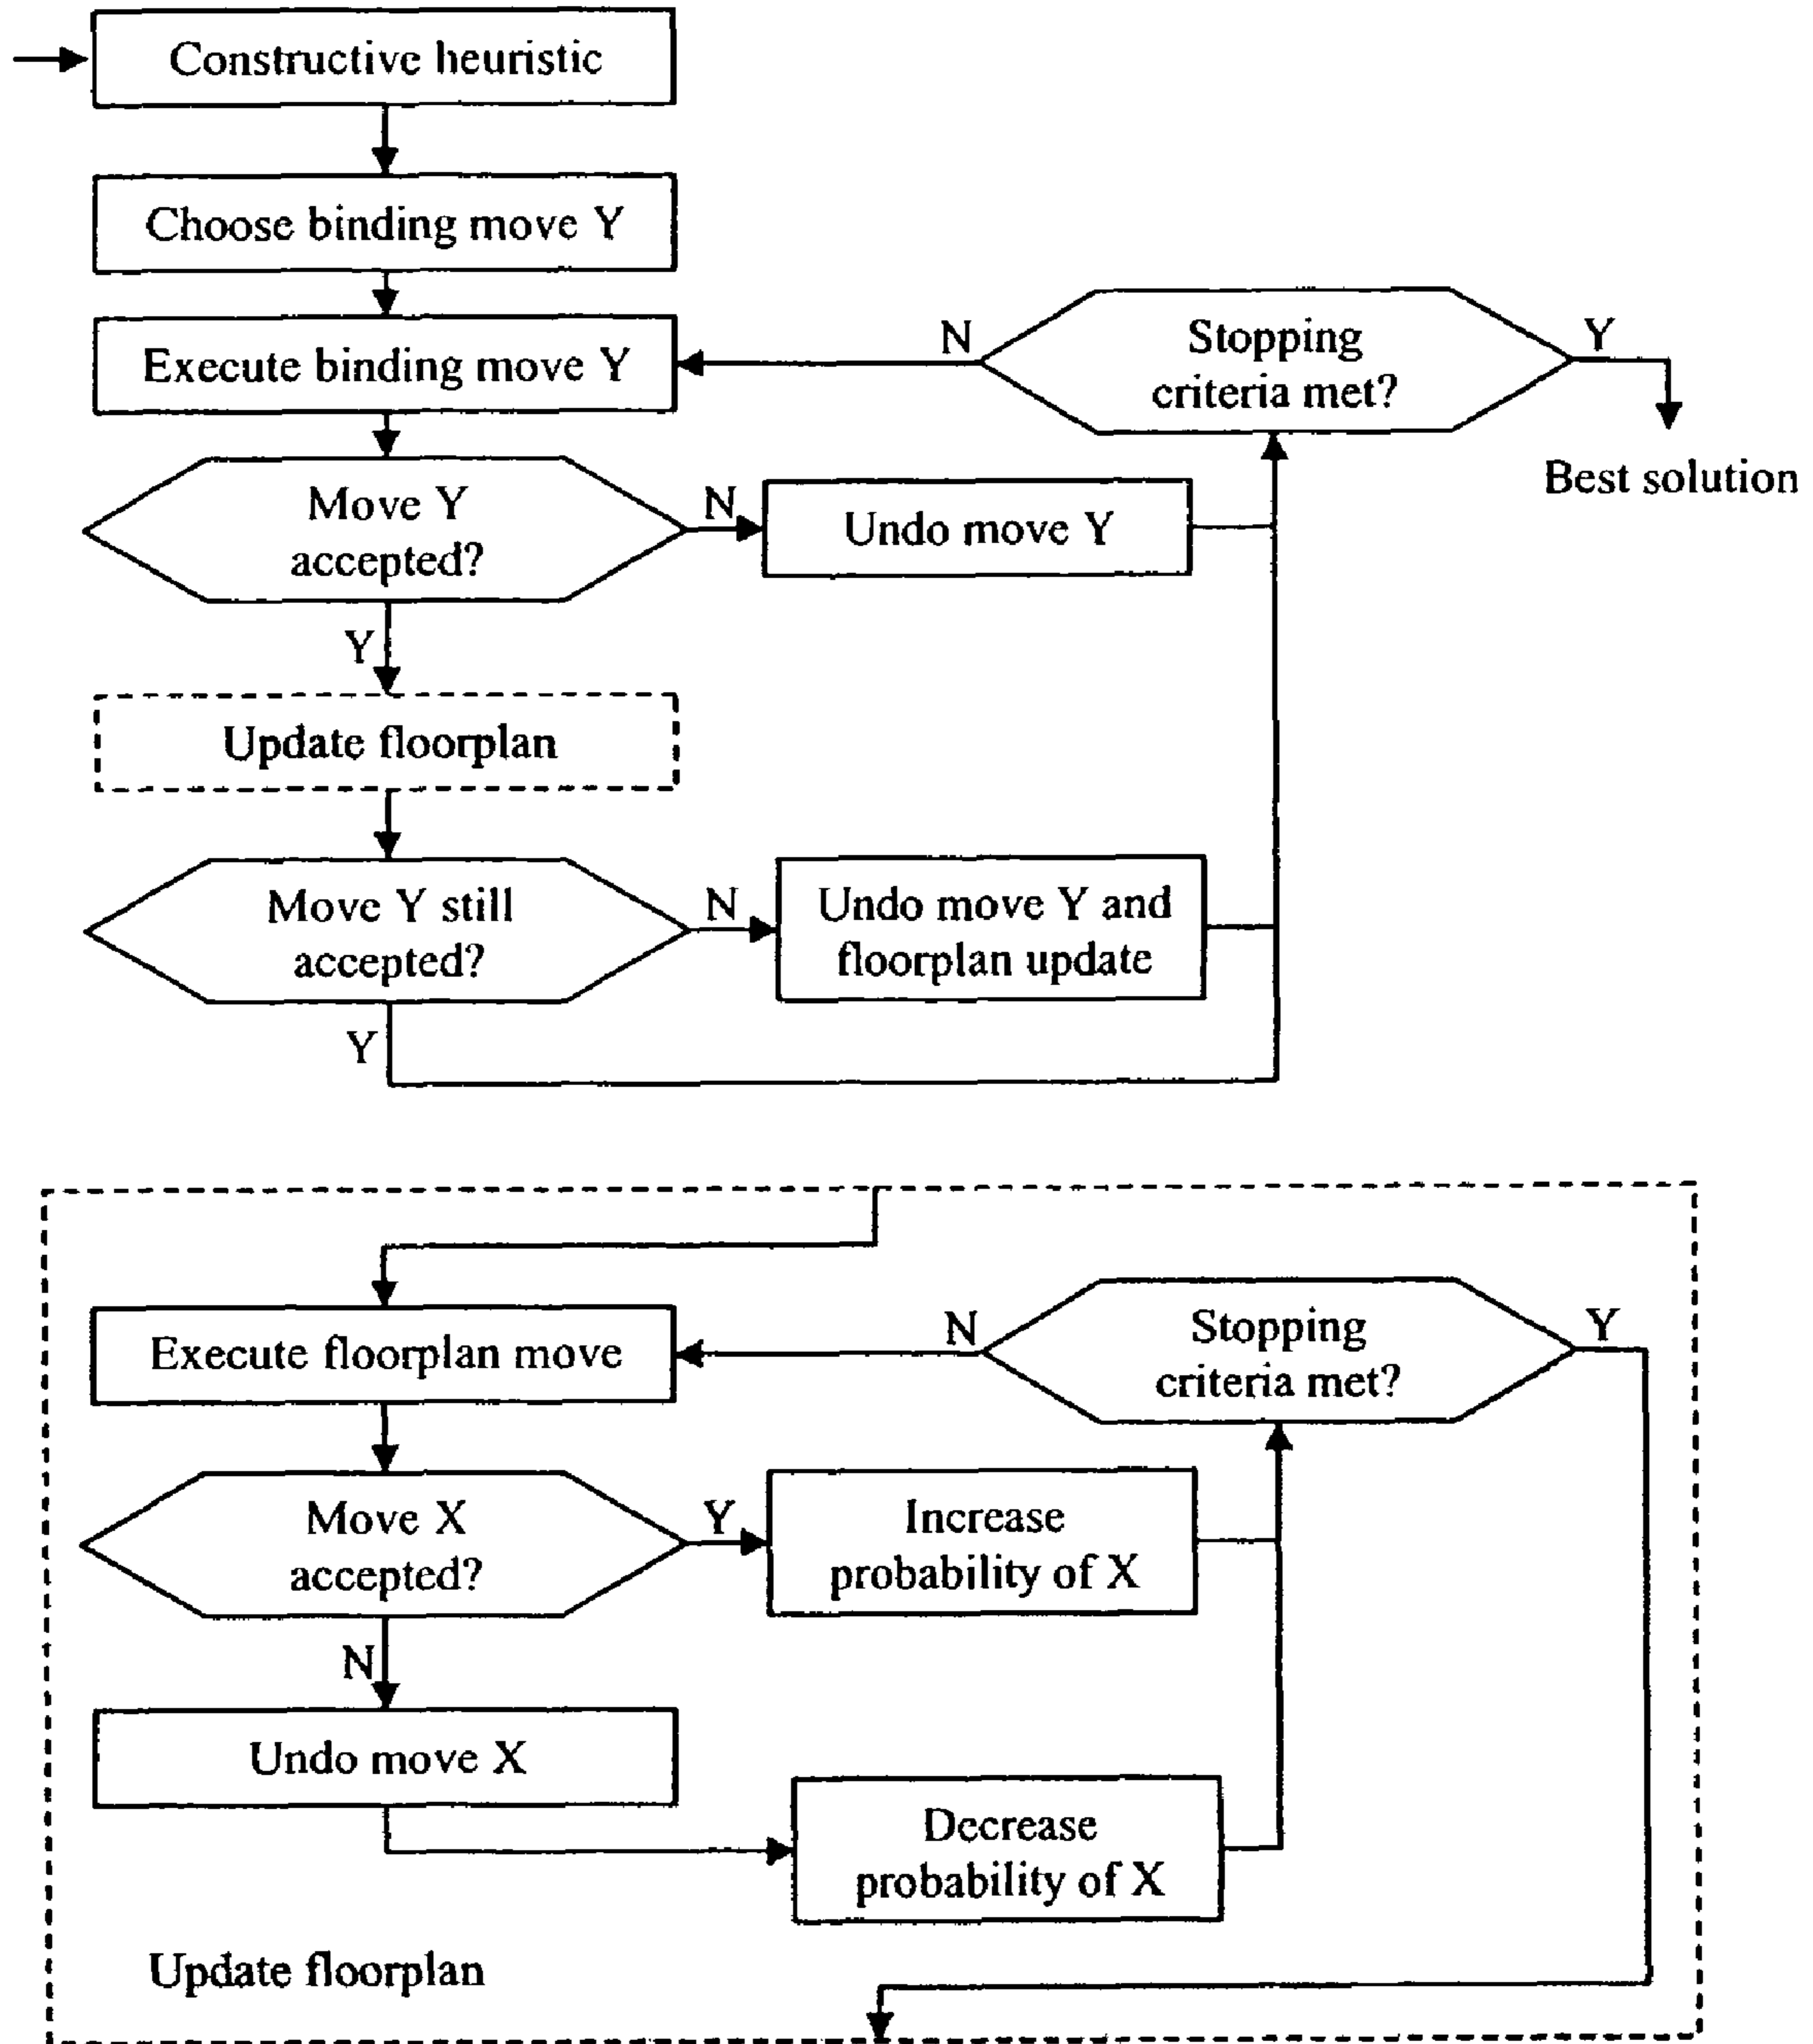 Constructive heuristic
Choose binding move Y
Execute binding move Y
N
Stopping
criteria met?
Y
Best solution
Move Y
accepted?
N
Undo move Y
Y
Update floorplan
Move Y still
accepted?
N
Undo move Y and
floorplan update
Y
Execute floorplan move
N
Stopping
criteria met?
Y
Move X
accepted?
Y
Increase
probability of X
N
Undo move X
Decrease
probability of X
Update floorplan